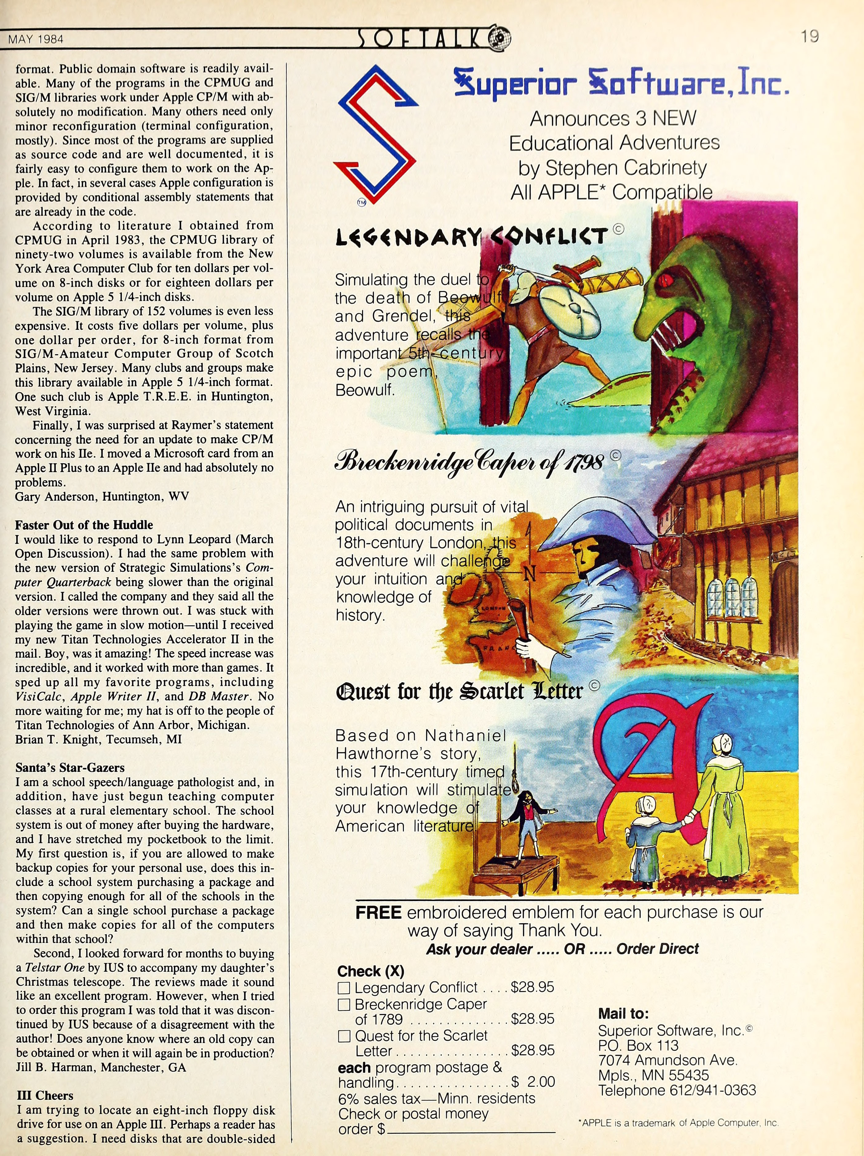 MAY 1984
SOFTALK
19
format. Public domain software is readily avail-
able. Many of the programs in the CPMUG and
SIG/M libraries work under Apple CP/M with ab-
solutely no modification. Many others need only
minor reconfiguration (terminal configuration,
mostly). Since most of the programs are supplied
as source code and are well documented, it is
fairly easy to configure them to work on the Ap-
ple. In fact, in several cases Apple configuration is
provided by conditional assembly statements that
are already in the code.
According to literature I obtained from
CPMUG in April 1983, the CPMUG library of
ninety-two volumes is available from the New
York Area Computer Club for ten dollars per vol-
ume on 8-inch disks or for eighteen dollars per
volume on Apple 5 1/4-inch disks.
The SIG/M library of 152 volumes is even less
expensive. It costs five dollars per volume, plus
one dollar per order, for 8-inch format from
SIG/M-Amateur Computer Group of Scotch
Plains, New Jersey. Many clubs and groups make
this library available in Apple 5 1/4-inch format.
One such club is Apple T.R.E.E. in Huntington,
West Virginia.
Finally, I was surprised at Raymer's statement
concerning the need for an update to make CP/M
work on his IIe. I moved a Microsoft card from an
Apple II Plus to an Apple IIe and had absolutely no
problems.
Gary Anderson, Huntington, WV
Faster Out of the Huddle
I would like to respond to Lynn Leopard (March
Open Discussion). I had the same problem with
the new version of Strategic Simulations's Com-
puter Quarterback being slower than the original
version. I called the company and they said all the
older versions were thrown out. I was stuck with
playing the game in slow motion—until I received
my new Titan Technologies Accelerator II in the
mail. Boy, was it amazing! The speed increase was
incredible, and it worked with more than games. It
sped up all my favorite programs, including
VisiCalc, Apple Writer II, and DB Master. No
more waiting for me; my hat is off to the people of
Titan Technologies of Ann Arbor, Michigan.
Brian T. Knight, Tecumseh, MI
Santa's Star-Gazers
I am a school speech/language pathologist and, in
addition, have just begun teaching computer
classes at a rural elementary school. The school
system is out of money after buying the hardware,
and I have stretched my pocketbook to the limit.
My first question is, if you are allowed to make
backup copies for your personal use, does this in-
clude a school system purchasing a package and
then copying enough for all of the schools in the
system? Can a single school purchase a package
and then make copies for all of the computers
within that school?
Second, I looked forward for months to buying
a Telstar One by IUS to accompany my daughter's
Christmas telescope. The reviews made it sound
like an excellent program. However, when I tried
to order this program I was told that it was discon-
tinued by IUS because of a disagreement with the
author! Does anyone know where an old copy can
be obtained or when it will again be in production?
Jill B. Harman, Manchester, GA
III Cheers
I am trying to locate an eight-inch floppy disk
drive for use on an Apple III. Perhaps a reader has
a suggestion. I need disks that are double-sided
S
TM
Superior Software, Inc.
Announces 3 NEW
Educational Adventures
by Stephen Cabrinety
All APPLE* Compatible
LEGENDARY CONFLICT ©
Simulating the duel to
the death of Beowulf
and Grendel, this
adventure recalls the
important 5th-century
epic poem
Beowulf.
Breckenridge Caper of 1798 ©
An intriguing pursuit of vital
political documents in
18th-century London, this
adventure will challenge
your intuition and
knowledge of
history.
N
LONDON
FRANC
Quest for the Scarlet Letter ©
Based on Nathaniel
Hawthorne's story,
this 17th-century timed
simulation will stimulate
your knowledge of
American literature
A
FREE embroidered emblem for each purchase is our
way of saying Thank You.
Ask your dealer ..... OR ..... Order Direct
Check (X)
☐ Legendary Conflict .... $28.95
☐ Breckenridge Caper
of 1789 .............. $28.95
☐ Quest for the Scarlet
Letter ................ $28.95
each program postage &
handling................ $ 2.00
6% sales tax—Minn. residents
Check or postal money
order $
Mail to:
Superior Software, Inc.©
P.O. Box 113
7074 Amundson Ave.
Mpls., MN 55435
Telephone 612/941-0363
*APPLE is a trademark of Apple Computer, Inc.